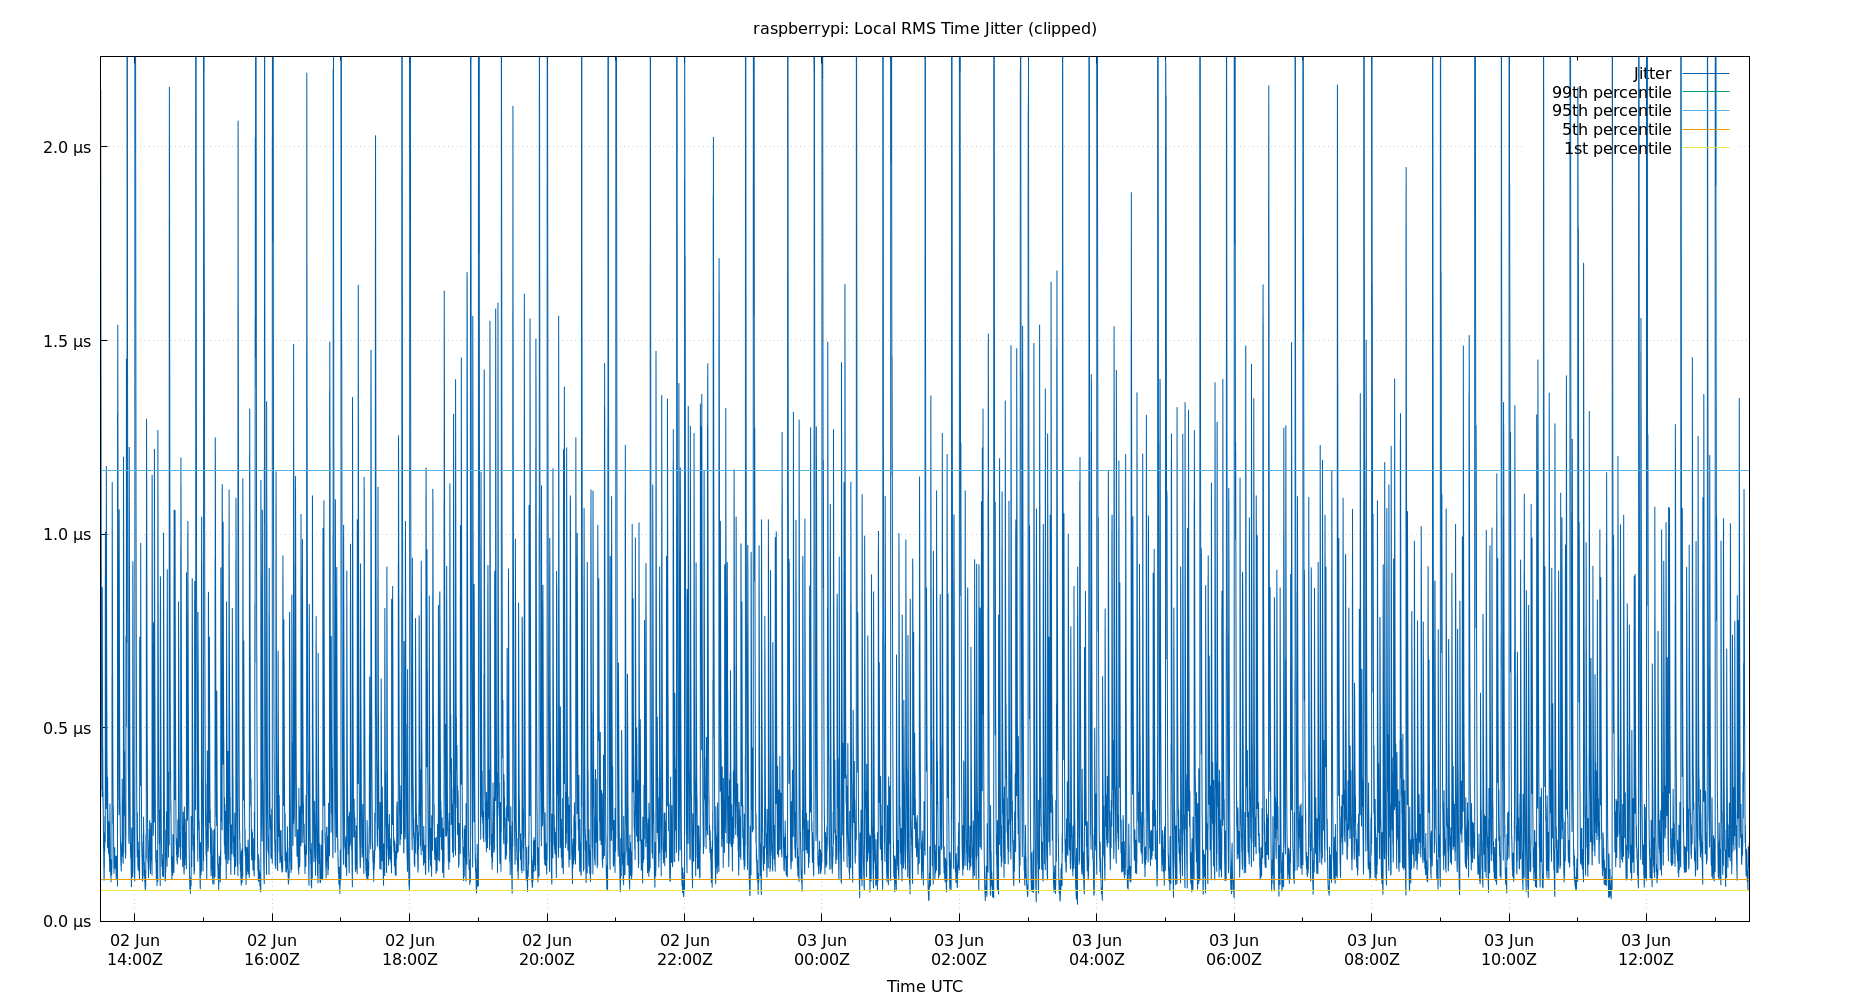 raspberrypi: Local RMS Time Jitter (clipped)
Jitter
99th percentile
95th percentile
5th percentile
1st percentile
2.0 µs
1.5 µs
1.0 µs
0.5 µs
0.0 µs
02 Jun 02 Jun 02 Jun 02 Jun 02 Jun 03 Jun 03 Jun 03 Jun 03 Jun 03 Jun 03 Jun 03 Jun
14:00Z 16:00Z 18:00Z 20:00Z 22:00Z 00:00Z 02:00Z 04:00Z 06:00Z 08:00Z 10:00Z 12:00Z
Time UTC